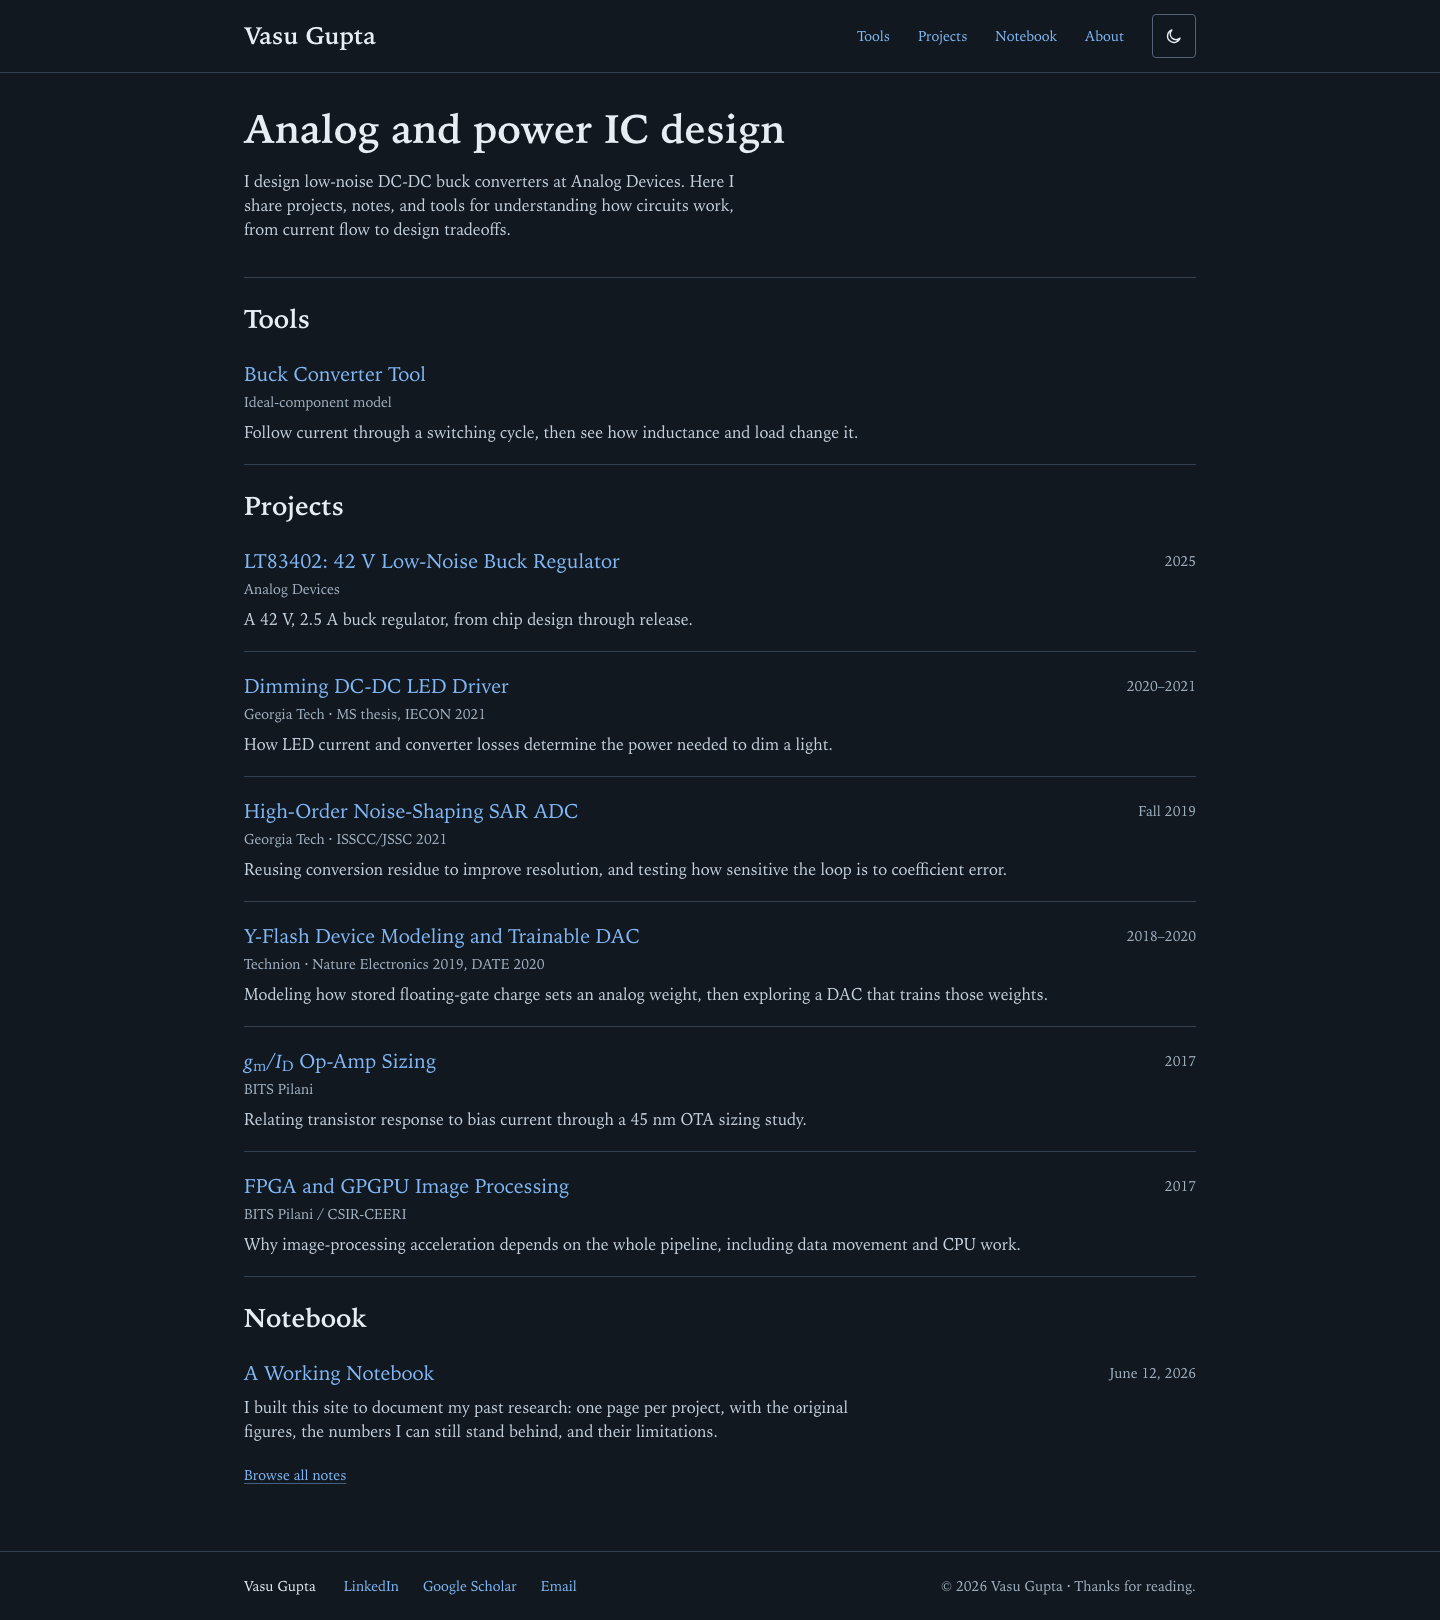 Vasu Gupta
Tools Projects Notebook About
Analog and power IC design
I design low-noise DC-DC buck converters at Analog Devices. Here I
share projects, notes, and tools for understanding how circuits work,
from current flow to design tradeoffs.
Tools
Buck Converter Tool
Ideal-component model
Follow current through a switching cycle, then see how inductance and load change it.
Projects
LT83402: 42 V Low-Noise Buck Regulator 2025
Analog Devices
A 42 V, 2.5 A buck regulator, from chip design through release.
Dimming DC-DC LED Driver 2020–2021
Georgia Tech · MS thesis, IECON 2021
How LED current and converter losses determine the power needed to dim a light.
High-Order Noise-Shaping SAR ADC Fall 2019
Georgia Tech · ISSCC/JSSC 2021
Reusing conversion residue to improve resolution, and testing how sensitive the loop is to coefficient error.
Y-Flash Device Modeling and Trainable DAC 2018–2020
Technion · Nature Electronics 2019, DATE 2020
Modeling how stored floating-gate charge sets an analog weight, then exploring a DAC that trains those weights.
gm/ID Op-Amp Sizing 2017
BITS Pilani
Relating transistor response to bias current through a 45 nm OTA sizing study.
FPGA and GPGPU Image Processing 2017
BITS Pilani / CSIR-CEERI
Why image-processing acceleration depends on the whole pipeline, including data movement and CPU work.
Notebook
A Working Notebook June 12, 2026
I built this site to document my past research: one page per project, with the original
figures, the numbers I can still stand behind, and their limitations.
Browse all notes
Vasu Gupta LinkedIn Google Scholar Email © 2026 Vasu Gupta · Thanks for reading.